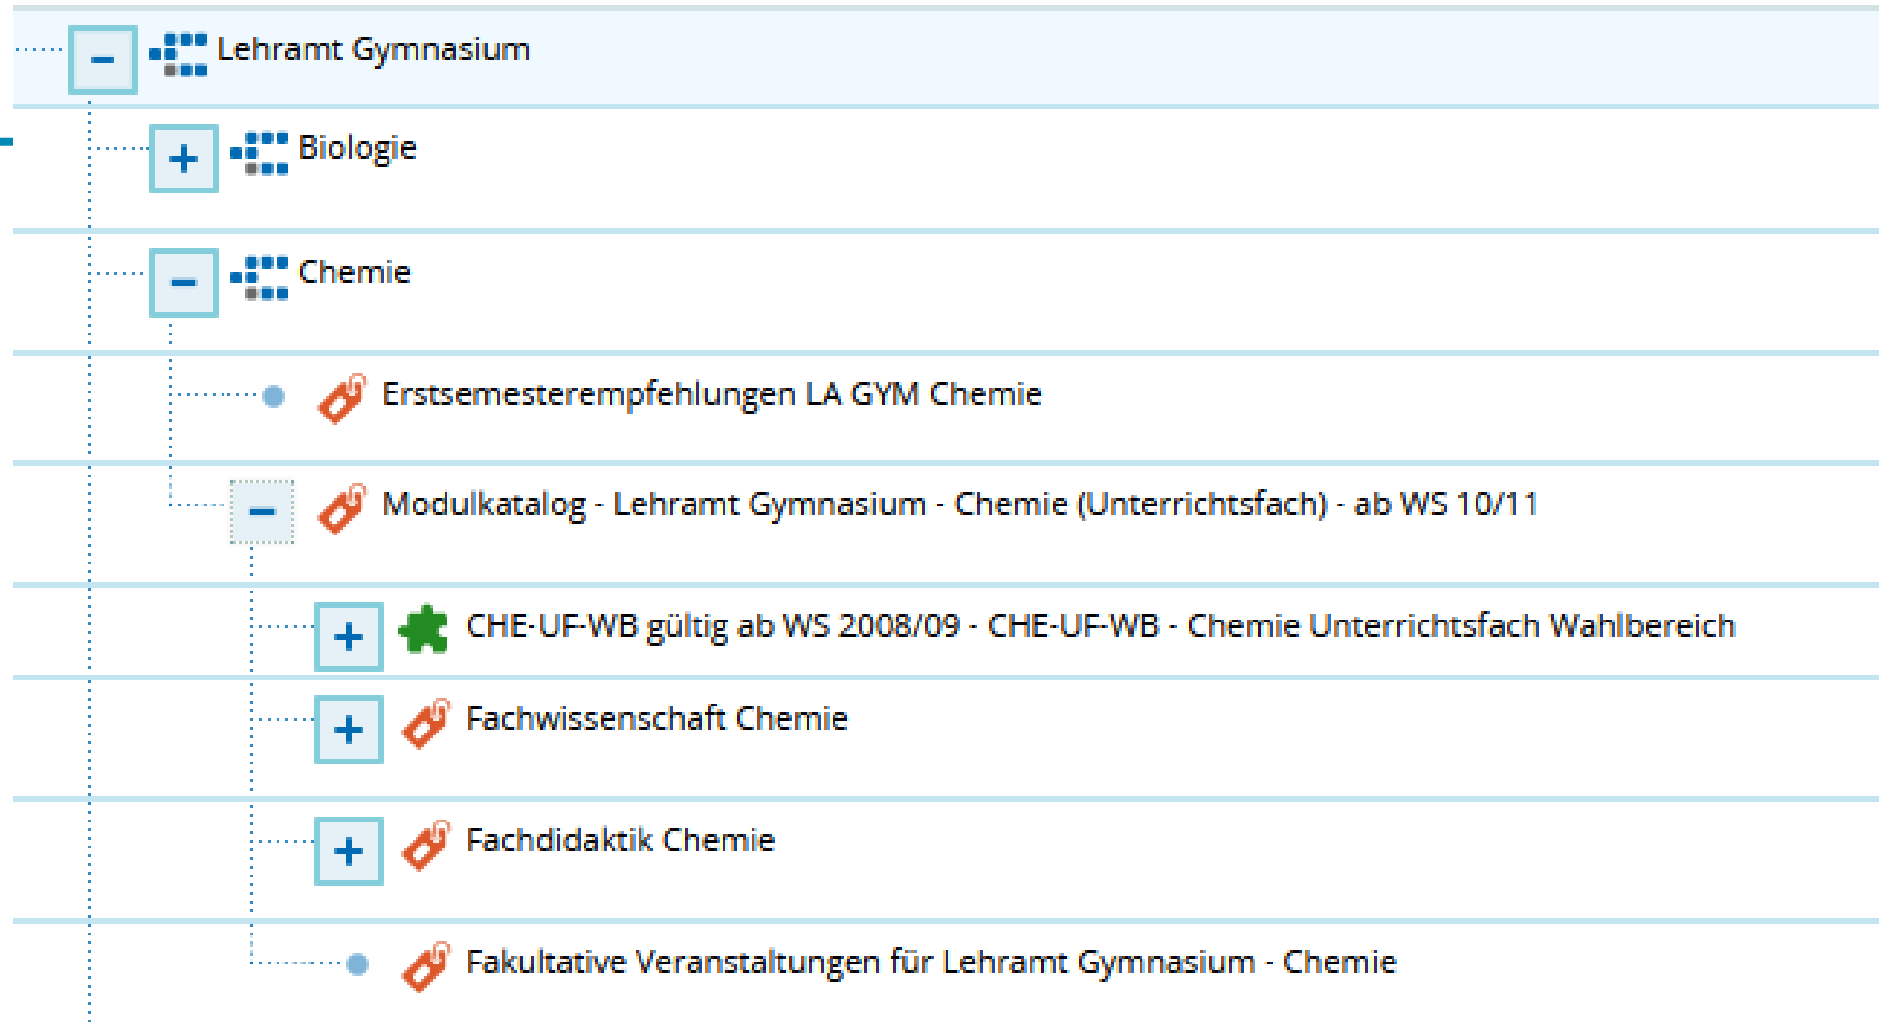 Lehramt Gymnasium
Biologie
Chemie
Erstsemesterempfehlungen LA GYM Chemie
Modulkatalog - Lehramt Gymnasium - Chemie (Unterrichtsfach) - ab WS 10/11
CHE-UF-WB gültig ab WS 2008/09 - CHE-UF-WB - Chemie Unterrichtsfach Wahlbereich
Fachwissenschaft Chemie
Fachdidaktik Chemie
Fakultative Veranstaltungen für Lehramt Gymnasium - Chemie